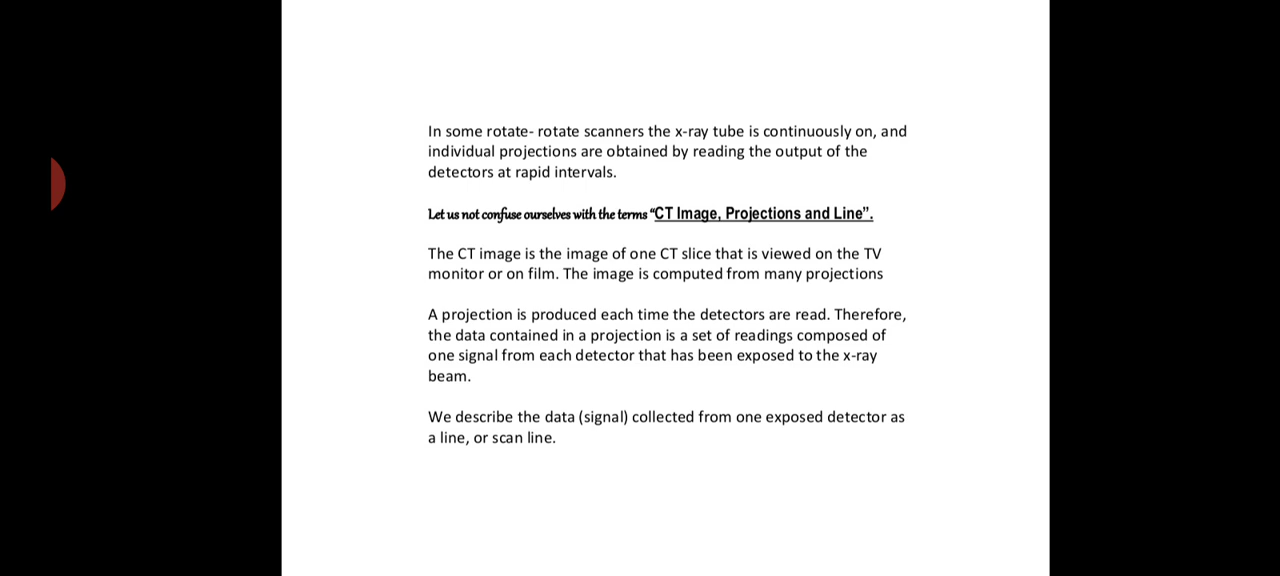 In some rotate- rotate scanners the x-ray tube is continuously on, and
individual projections are obtained by reading the output of the
detectors at rapid intervals.
Let us not confuse ourselves with the terms “CT Image, Projections and Line”.
The CT image is the image of one CT slice that is viewed on the TV
monitor or on film. The image is computed from many projections
A projection is produced each time the detectors are read. Therefore,
the data contained in a projection is a set of readings composed of
one signal from each detector that has been exposed to the x-ray
beam.
We describe the data (signal) collected from one exposed detector as
a line, or scan line.